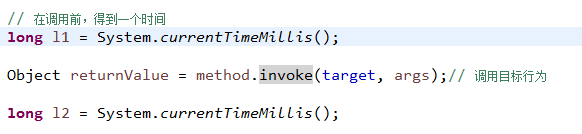 // 在调用前，得到一个时间
long l1 = System.currentTimeMillis();
Object returnValue = method.invoke(target, args);// 调用目标行为
long l2 = System.currentTimeMillis();